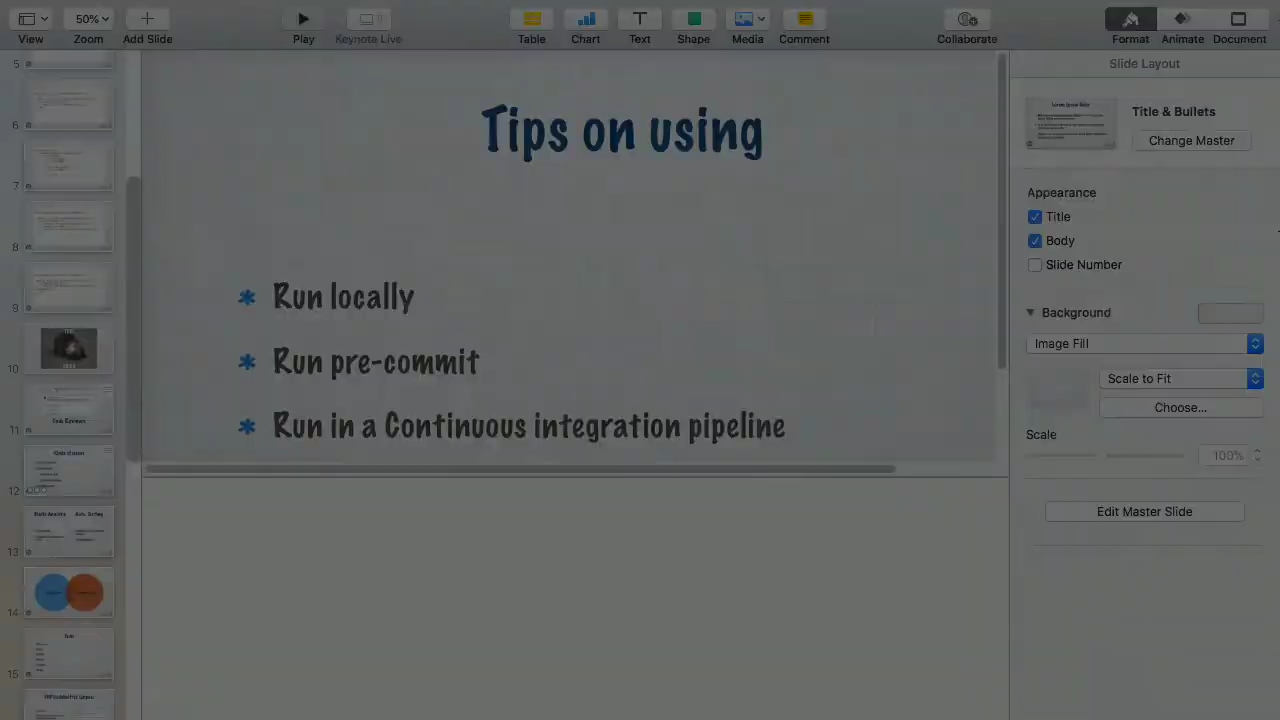 50%
View
Zoom
Add Slide
Play
Keynote Live
Table
Chart
Text
Shape
Media
Comment
Collaborate
Format
Animate
Document
Slide Layout
Title & Bullets
Change Master
Appearance
Title
Body
Slide Number
Background
Image Fill
Scale to Fit
Choose...
Scale
100%
Edit Master Slide
5
6
7
8
9
10
11
12
13
14
15
Tips on using
Run locally
Run pre-commit
Run in a Continuous integration pipeline